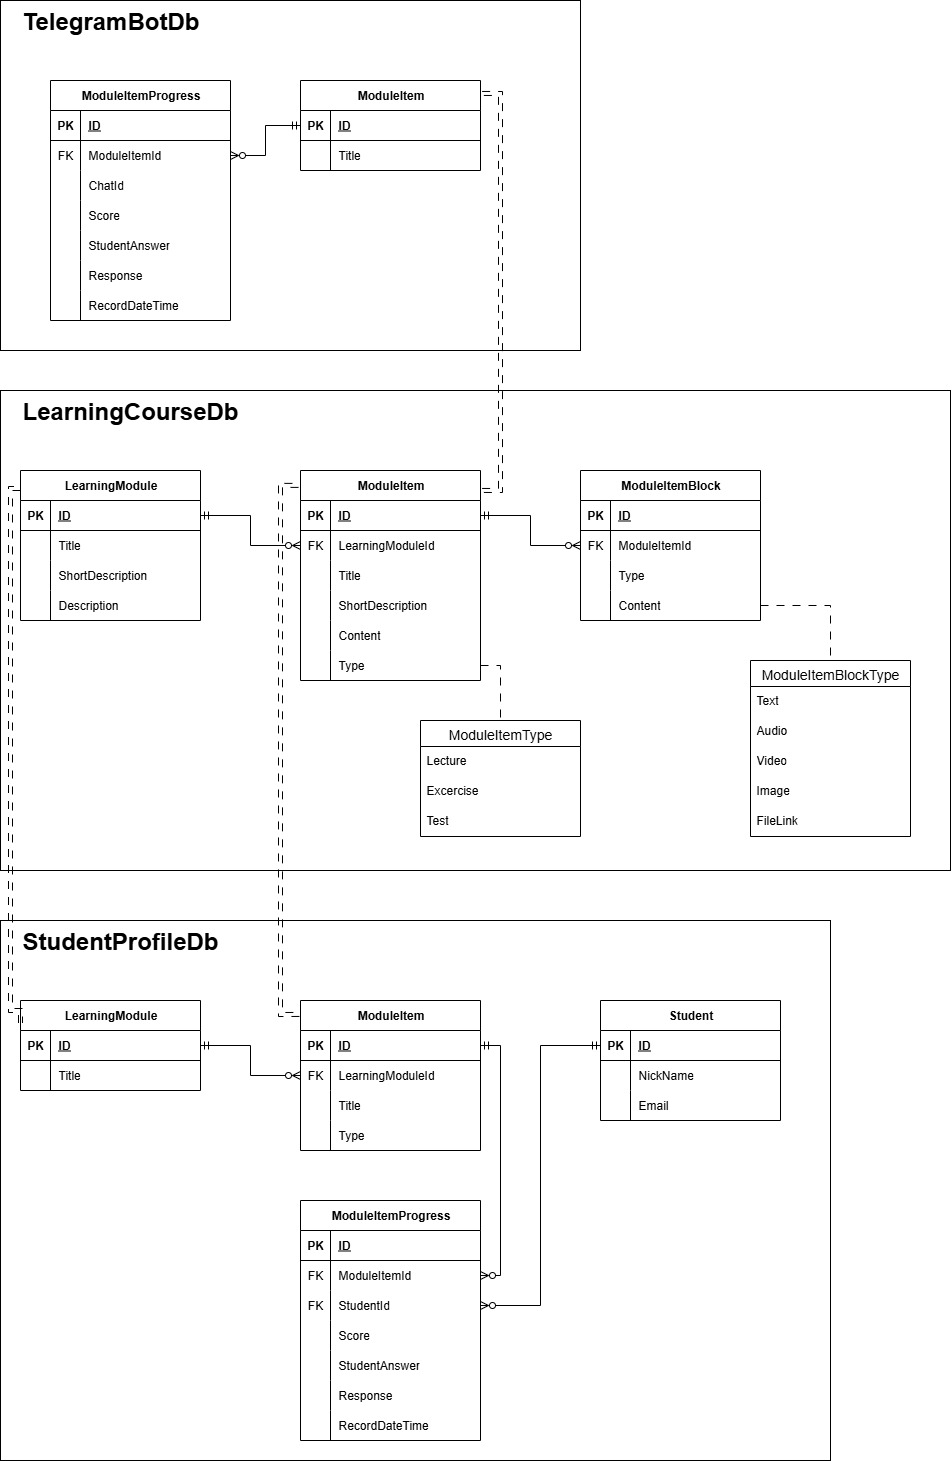 TelegramBotDb
ModuleItemProgress
PK ID
FK ModuleItemId
ChatId
Score
StudentAnswer
Response
RecordDateTime
ModuleItem
PK ID
Title
LearningCourseDb
LearningModule
PK ID
Title
ShortDescription
Description
ModuleItem
PK ID
FK LearningModuleId
Title
ShortDescription
Content
Type
ModuleItemBlock
PK ID
FK ModuleItemId
Type
Content
ModuleItemType
Lecture
Excercise
Test
ModuleItemBlockType
Text
Audio
Video
Image
FileLink
StudentProfileDb
LearningModule
PK ID
Title
ModuleItem
PK ID
FK LearningModuleId
Title
Type
Student
PK ID
NickName
Email
ModuleItemProgress
PK ID
FK ModuleItemId
FK StudentId
Score
StudentAnswer
Response
RecordDateTime